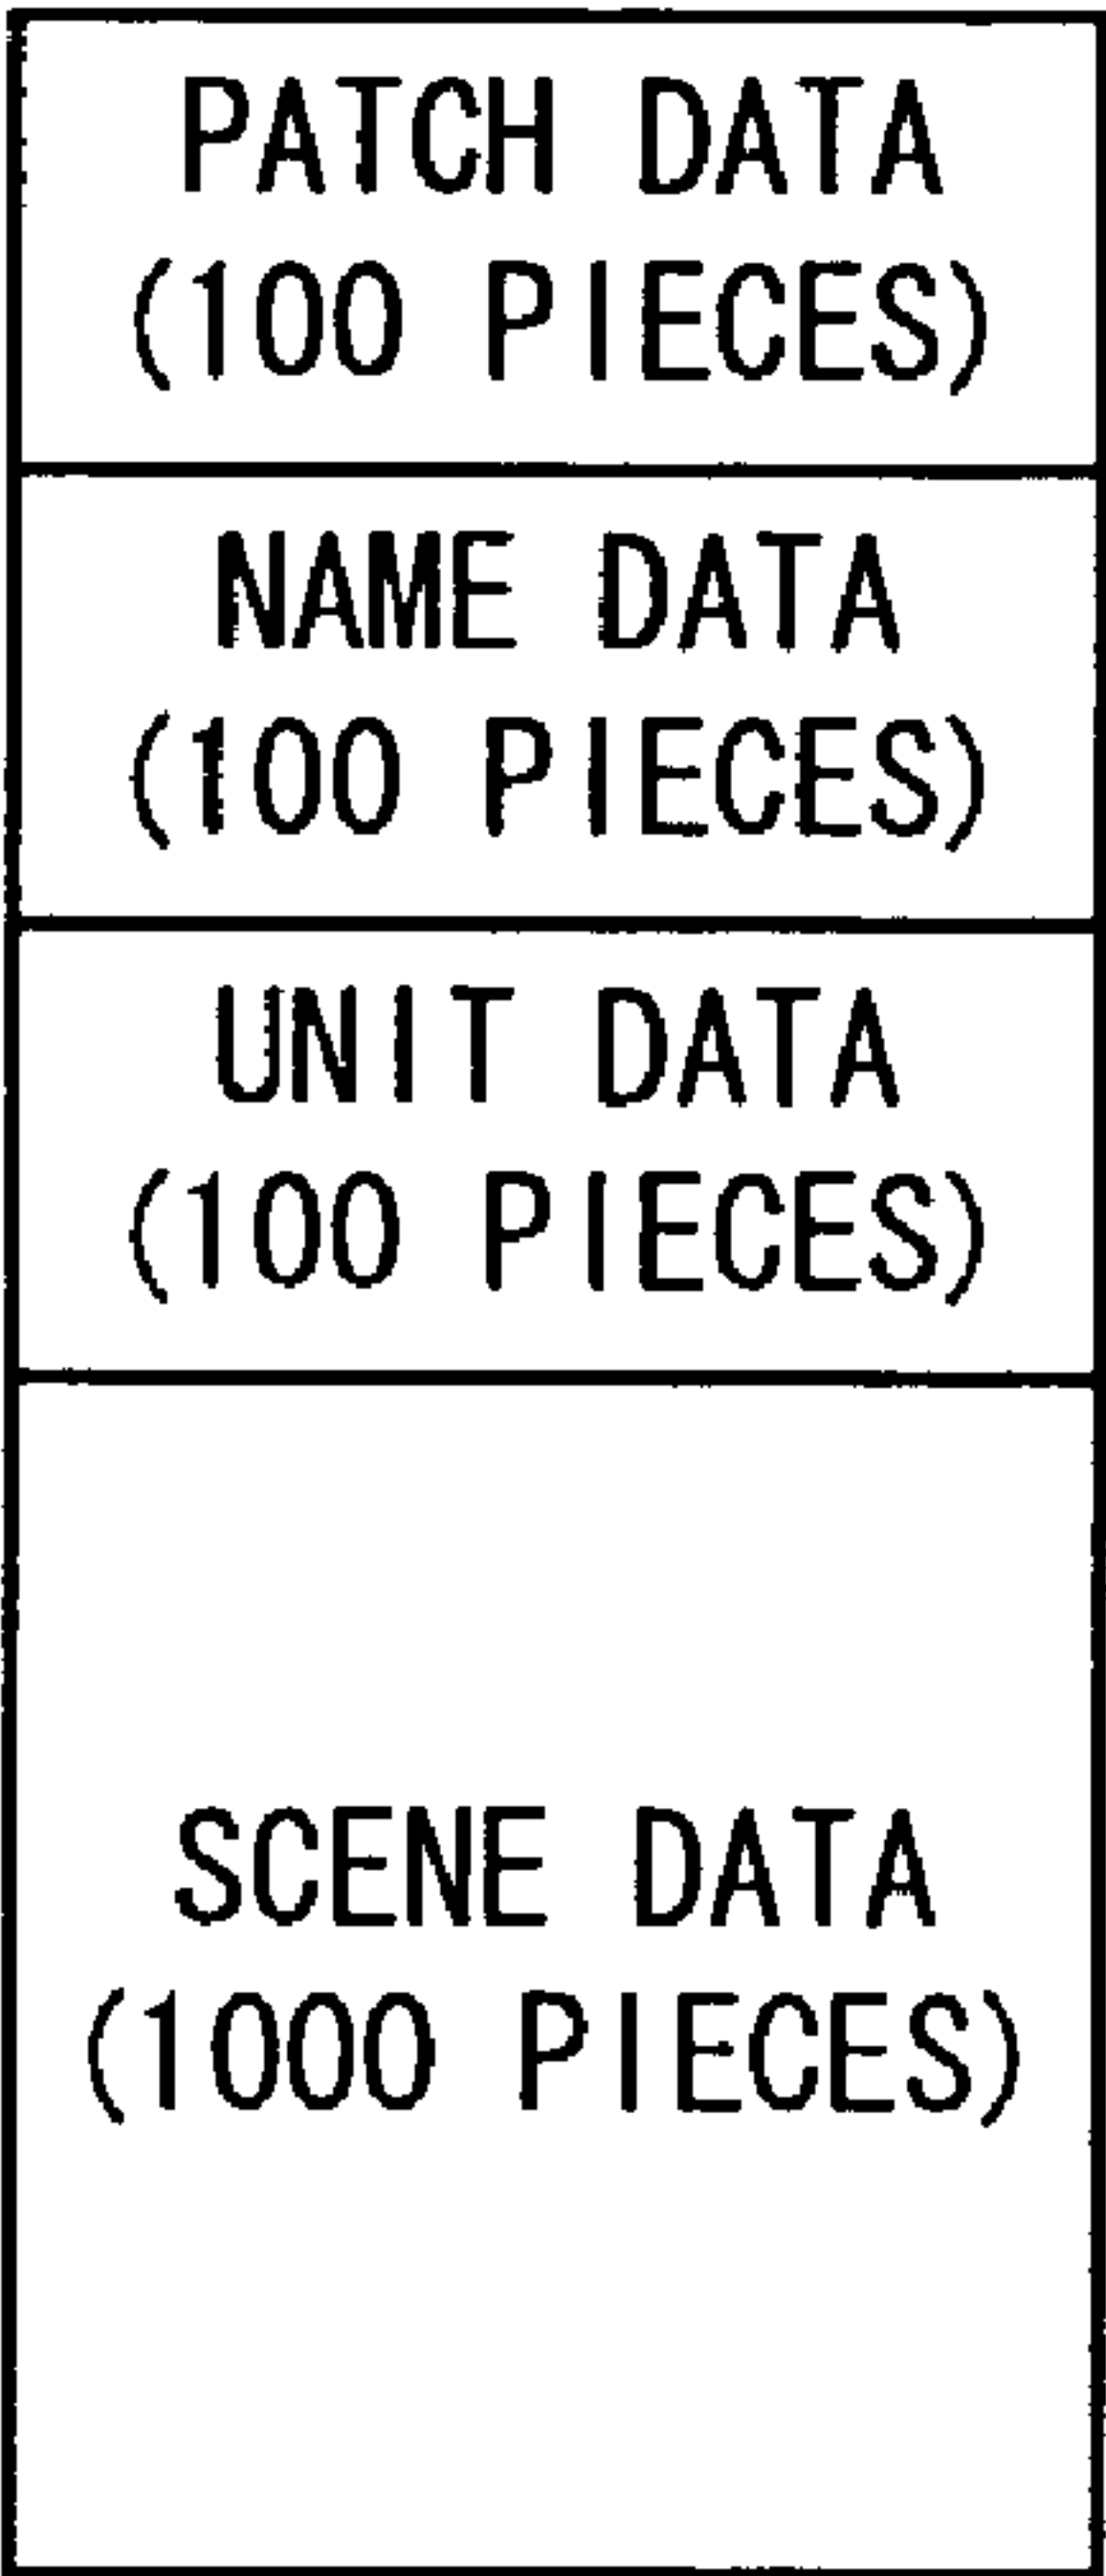 PATCH DATA
(100 PIECES)
NAME DATA
(100 PIECES)
UNIT DATA
(100 PIECES)
SCENE DATA
(1000 PIECES)